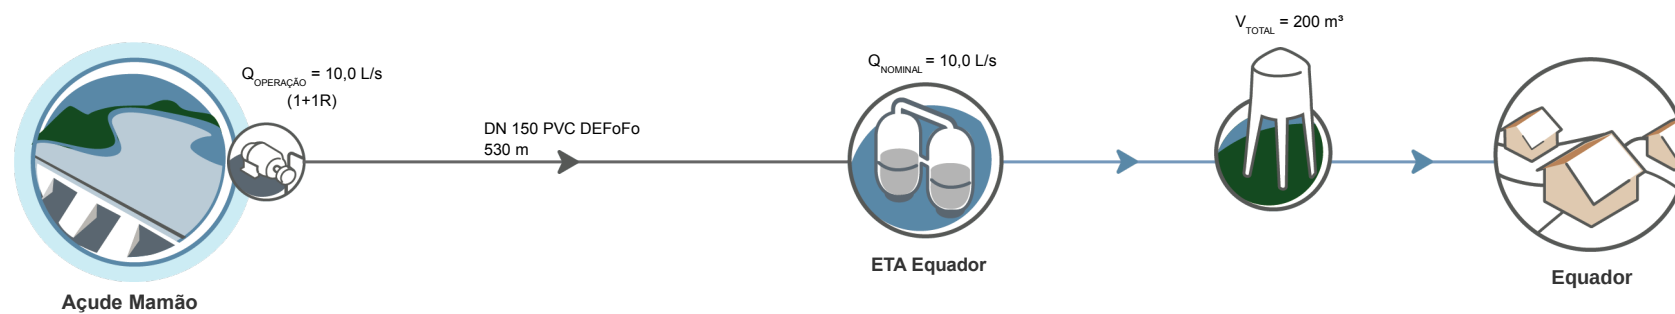 V_TOTAL = 200 m³
Q_OPERAÇÃO = 10,0 L/s
(1+1R)
Q_NOMINAL = 10,0 L/s
DN 150 PVC DEFoFo
530 m
ETA Equador
Equador
Açude Mamão